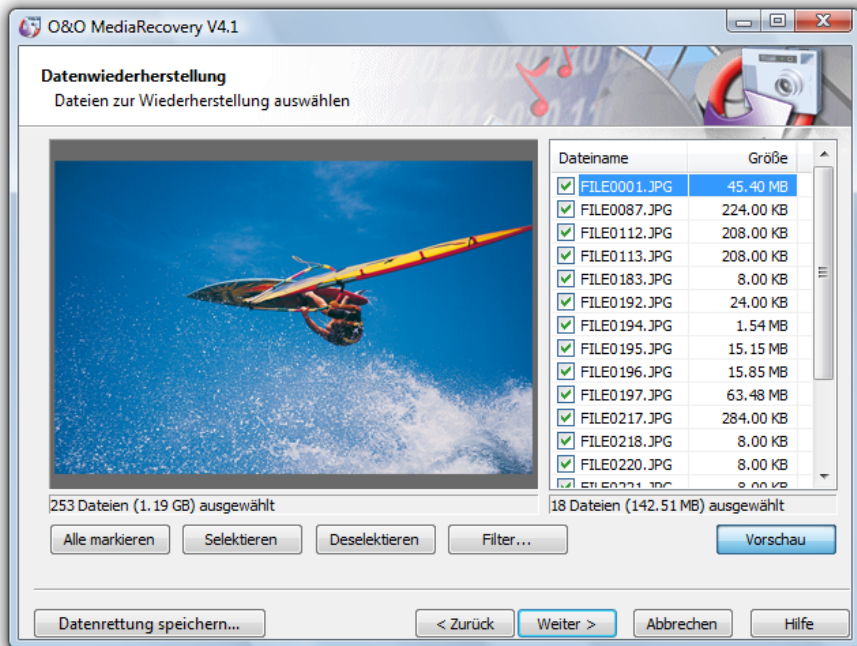 O&O MediaRecovery V4.1
Datenwiederherstellung
Dateien zur Wiederherstellung auswählen
Dateiname Größe
FILE0001.JPG 45.40 MB
FILE0087.JPG 224.00 KB
FILE0112.JPG 208.00 KB
FILE0113.JPG 208.00 KB
FILE0183.JPG 8.00 KB
FILE0192.JPG 24.00 KB
FILE0194.JPG 1.54 MB
FILE0195.JPG 15.15 MB
FILE0196.JPG 15.85 MB
FILE0197.JPG 63.48 MB
FILE0217.JPG 284.00 KB
FILE0218.JPG 8.00 KB
FILE0220.JPG 8.00 KB
FILE0221.JPG 8.00 KB
253 Dateien (1.19 GB) ausgewählt
18 Dateien (142.51 MB) ausgewählt
Alle markieren Selektieren Deselektieren Filter... Vorschau
Datenrettung speichern... < Zurück Weiter > Abbrechen Hilfe